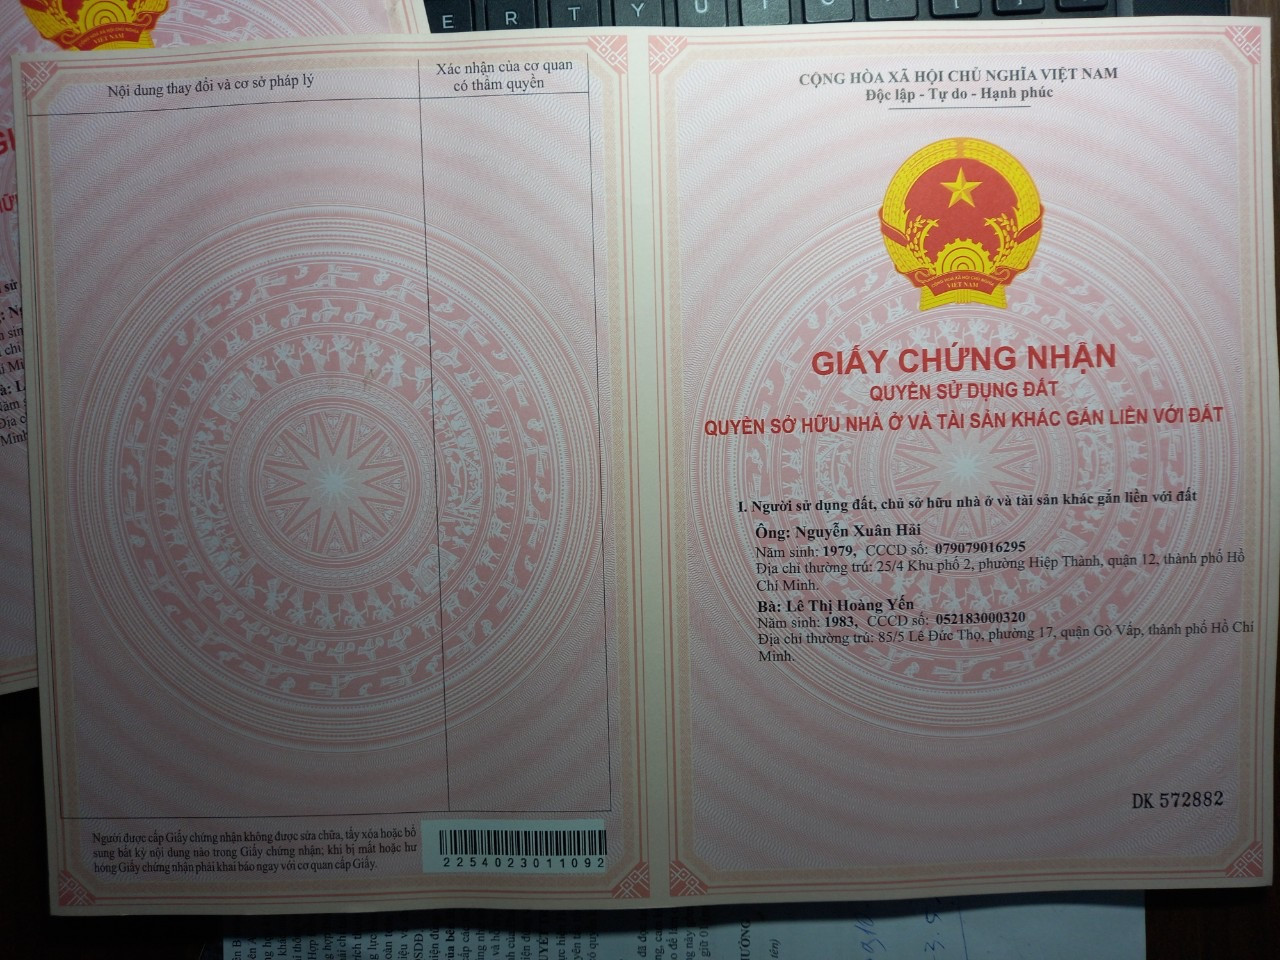 E R T Y U
Nội dung thay đổi và cơ sở pháp lý
Xác nhận của cơ quan
có thẩm quyền
Người được cấp Giấy chứng nhận không được sửa chữa, tẩy xóa hoặc bổ
sung bất kỳ nội dung nào trong Giấy chứng nhận; khi bị mất hoặc hư
hỏng Giấy chứng nhận phải khai báo ngay với cơ quan cấp Giấy.
2254023011092
CỘNG HÒA XÃ HỘI CHỦ NGHĨA VIỆT NAM
Độc lập - Tự do - Hạnh phúc
CỘNG HÒA XÃ HỘI CHỦ NGHĨA
VIỆT NAM
GIẤY CHỨNG NHẬN
QUYỀN SỬ DỤNG ĐẤT
QUYỀN SỞ HỮU NHÀ Ở VÀ TÀI SẢN KHÁC GẮN LIỀN VỚI ĐẤT
I. Người sử dụng đất, chủ sở hữu nhà ở và tài sản khác gắn liền với đất
Ông: Nguyễn Xuân Hải
Năm sinh: 1979, CCCD số: 079079016295
Địa chỉ thường trú: 25/4 Khu phố 2, phường Hiệp Thành, quận 12, thành phố Hồ
Chí Minh.
Bà: Lê Thị Hoàng Yến
Năm sinh: 1983, CCCD số: 052183000320
Địa chỉ thường trú: 85/5 Lê Đức Thọ, phường 17, quận Gò Vấp, thành phố Hồ Chí
Minh.
DK 572882